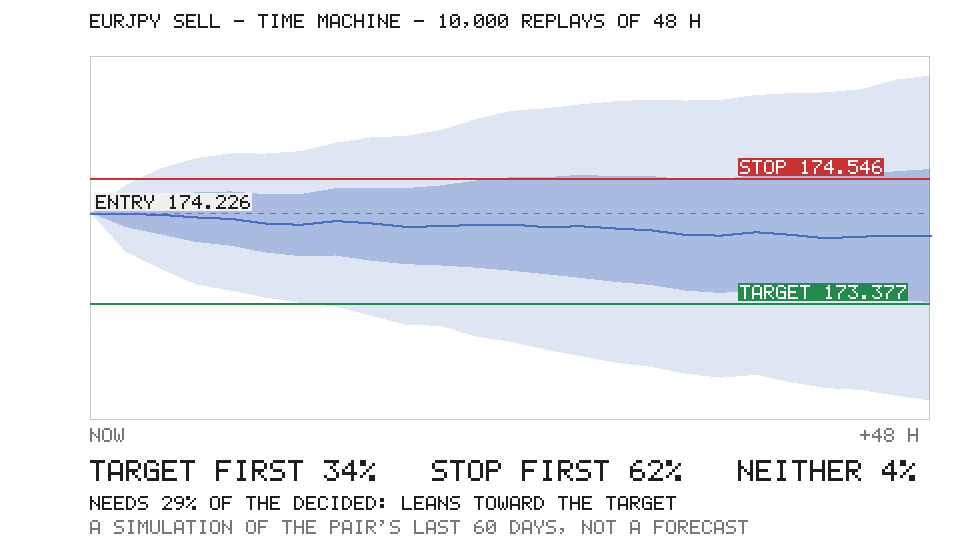 EURJPY SELL - TIME MACHINE - 10,000 REPLAYS OF 48 H
STOP 174.546
ENTRY 174.226
TARGET 173.377
NOW +48 H
TARGET FIRST 34% STOP FIRST 62% NEITHER 4%
NEEDS 29% OF THE DECIDED: LEANS TOWARD THE TARGET
A SIMULATION OF THE PAIR'S LAST 60 DAYS, NOT A FORECAST